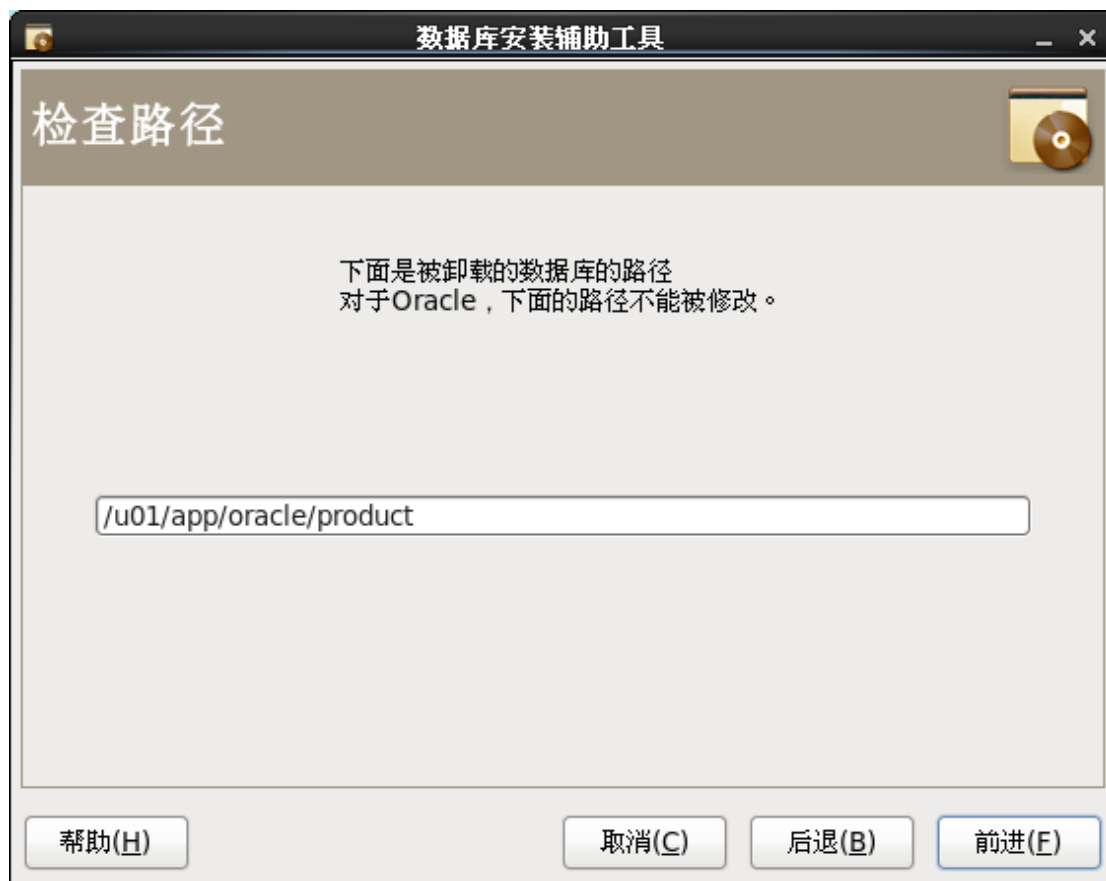 数据库安装辅助工具
检查路径
下面是被卸载的数据库的路径
对于Oracle，下面的路径不能被修改。
/u01/app/oracle/product
帮助(H)
取消(C)
后退(B)
前进(F)